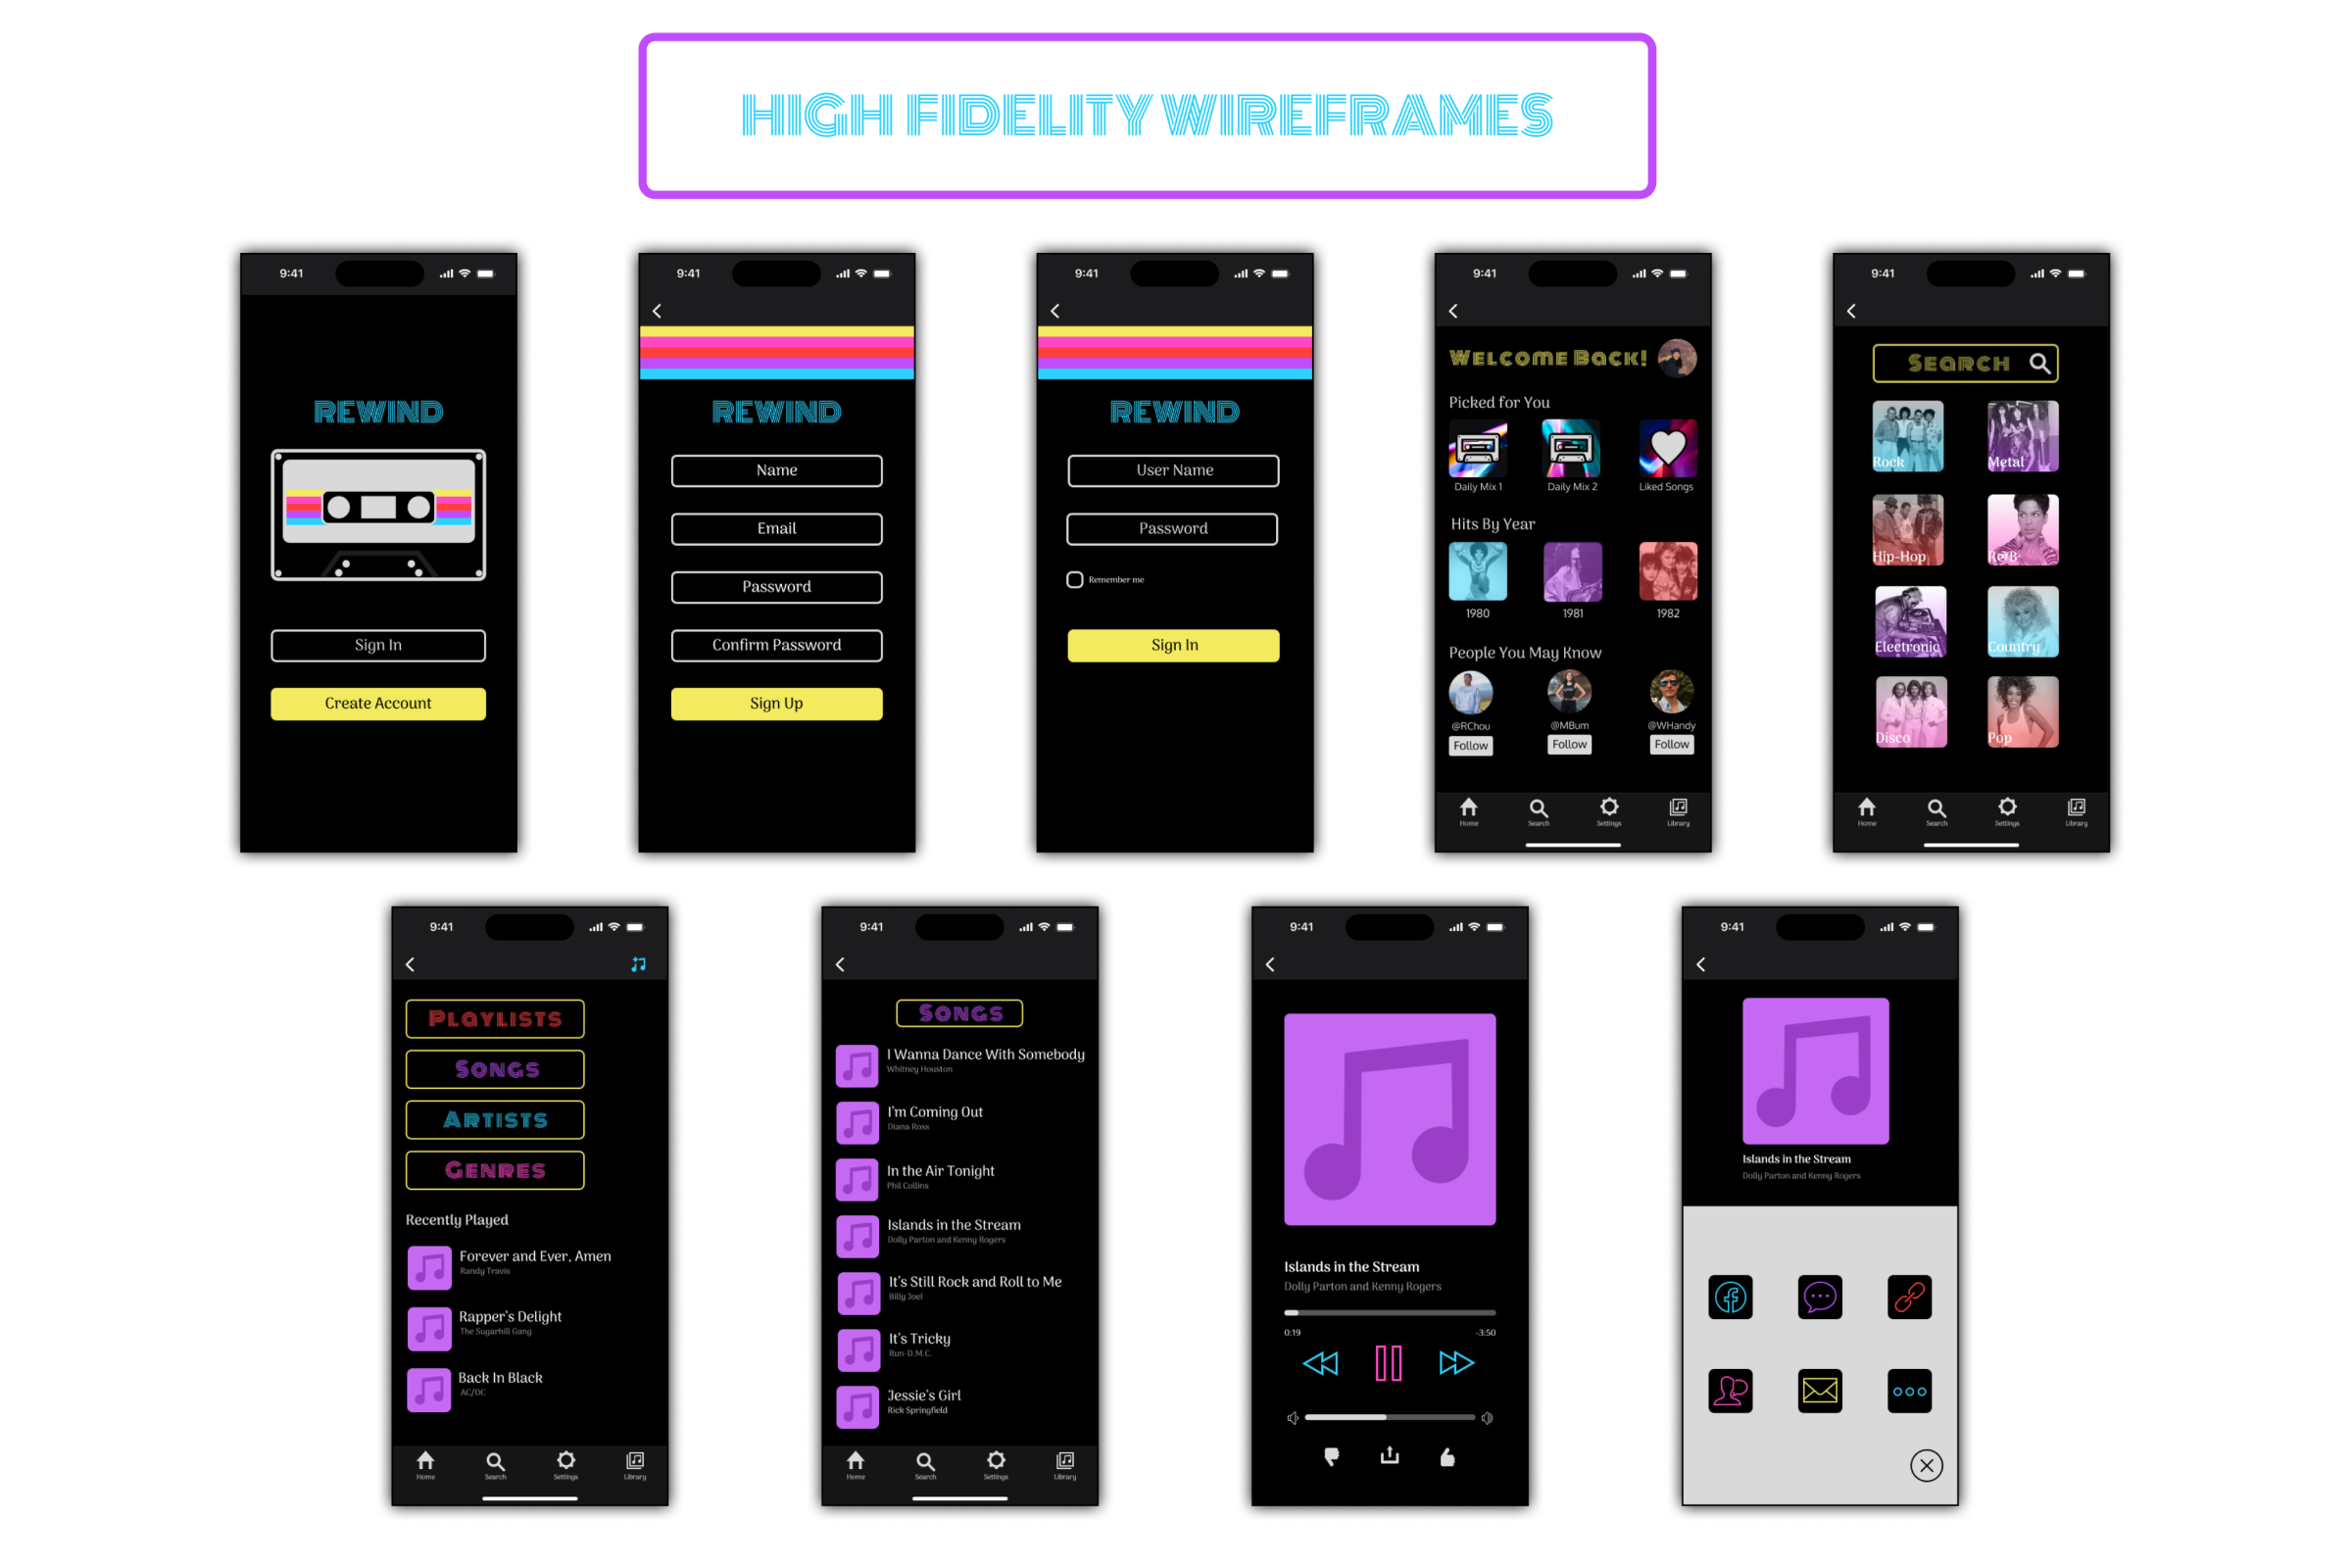 HIGH FIDELITY WIREFRAMES
9:41
REWIND
Sign In
Create Account
9:41
REWIND
Name
Email
Password
Confirm Password
Sign Up
9:41
REWIND
User Name
Password
Remember me
Sign In
9:41
Welcome Back!
Picked for You
Daily Mix 1 Daily Mix 2 Liked Songs
Hits By Year
1980 1981 1982
People You May Know
@RChou @MBum @WHandy
Follow Follow Follow
Home Search Settings Library
9:41
Search
Rock Metal
Hip-Hop R&B
Electronic Country
Disco Pop
Home Search Settings Library
9:41
Playlists
Songs
Artists
Genres
Recently Played
Forever and Ever, Amen
Randy Travis
Rapper's Delight
The Sugarhill Gang
Back In Black
AC/DC
Home Search Settings Library
9:41
Songs
I Wanna Dance With Somebody
Whitney Houston
I'm Coming Out
Diana Ross
In the Air Tonight
Phil Collins
Islands in the Stream
Dolly Parton and Kenny Rogers
It's Still Rock and Roll to Me
Billy Joel
It's Tricky
Run-D.M.C.
Jessie's Girl
Rick Springfield
Home Search Settings Library
9:41
Islands in the Stream
Dolly Parton and Kenny Rogers
0:19 -3:50
9:41
Islands in the Stream
Dolly Parton and Kenny Rogers